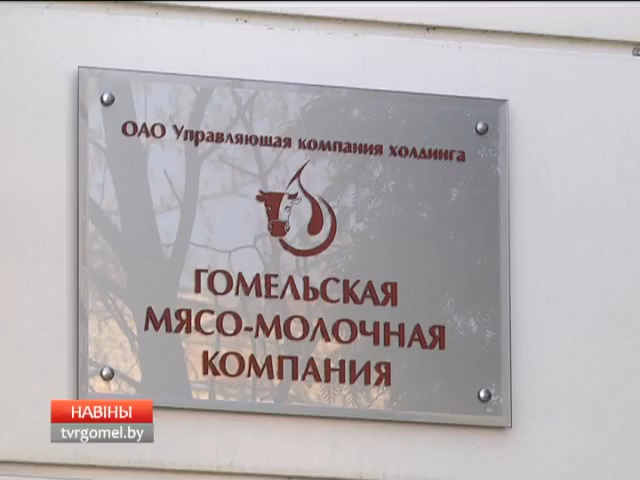 ОАО Управляющая компания холдинга
ГОМЕЛЬСКАЯ
МЯСО-МОЛОЧНАЯ
КОМПАНИЯ
НАВІНЫ
tvrgomel.by